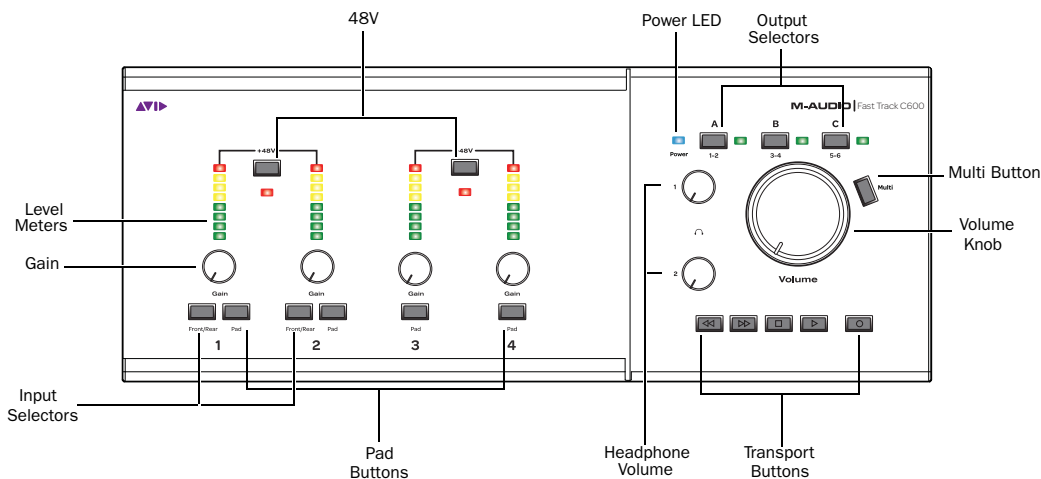 48V
Power LED
Output
Selectors
AVID
M-AUDIO | Fast Track C600
A
B
C
+48V
+48V
Power
1-2
3-4
5-6
Multi
Multi Button
1
Level
Meters
Volume
Knob
Gain
2
Volume
Gain
Gain
Gain
Gain
Front/Rear
Pad
Front/Rear
Pad
Pad
Pad
1
2
3
4
Input
Selectors
Pad
Buttons
Headphone
Volume
Transport
Buttons